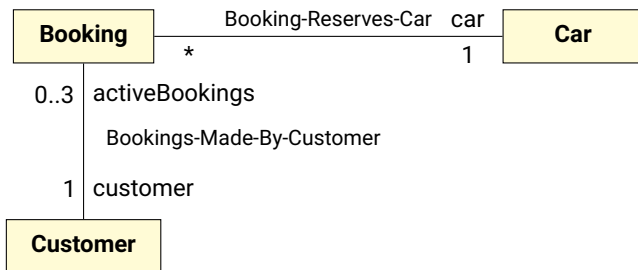 Booking-Reserves-Car car
Booking Car
* 1
0..3 activeBookings
Bookings-Made-By-Customer
1 customer
Customer